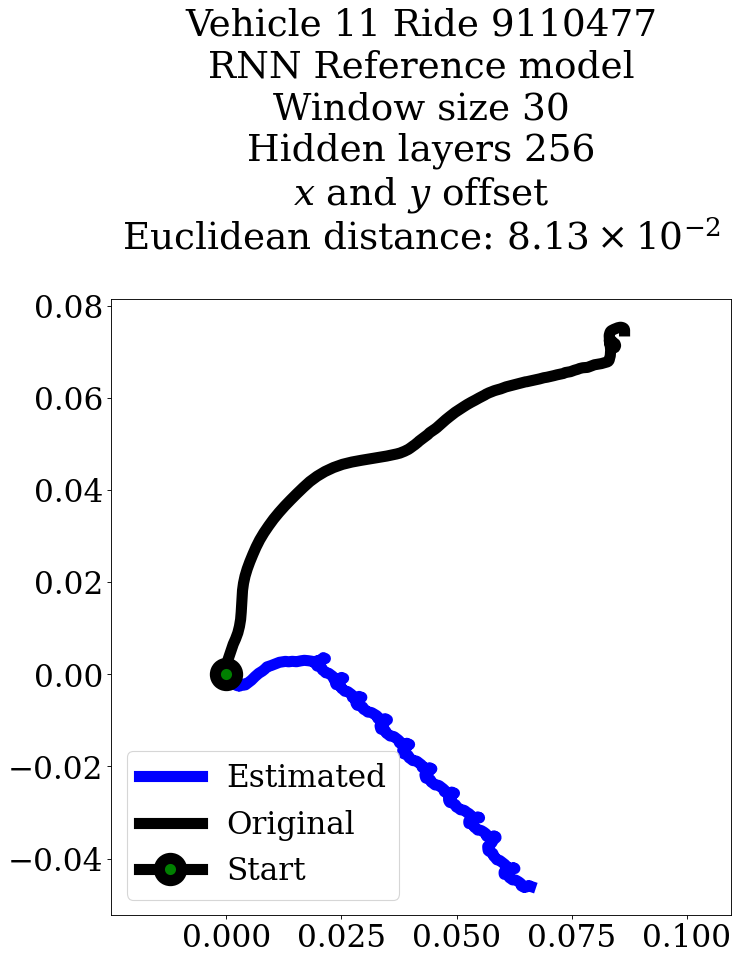 Vehicle 11 Ride 9110477
RNN Reference model
Window size 30
Hidden layers 256
x and y offset
Euclidean distance: 8.13 × 10⁻²
0.08
0.06
0.04
0.02
0.00
−0.02
−0.04
Estimated
Original
Start
0.000 0.025 0.050 0.075 0.100